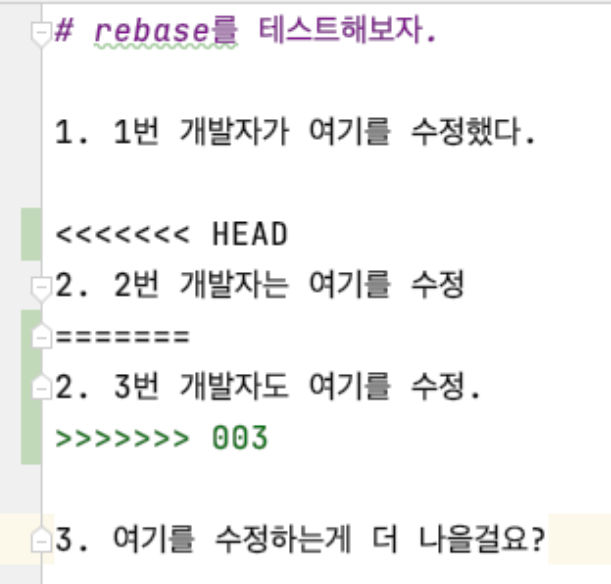 # rebase를 테스트해보자.
1. 1번 개발자가 여기를 수정했다.
<<<<<<< HEAD
2. 2번 개발자는 여기를 수정
=======
2. 3번 개발자도 여기를 수정.
>>>>>>> 003
3. 여기를 수정하는게 더 나을걸요?